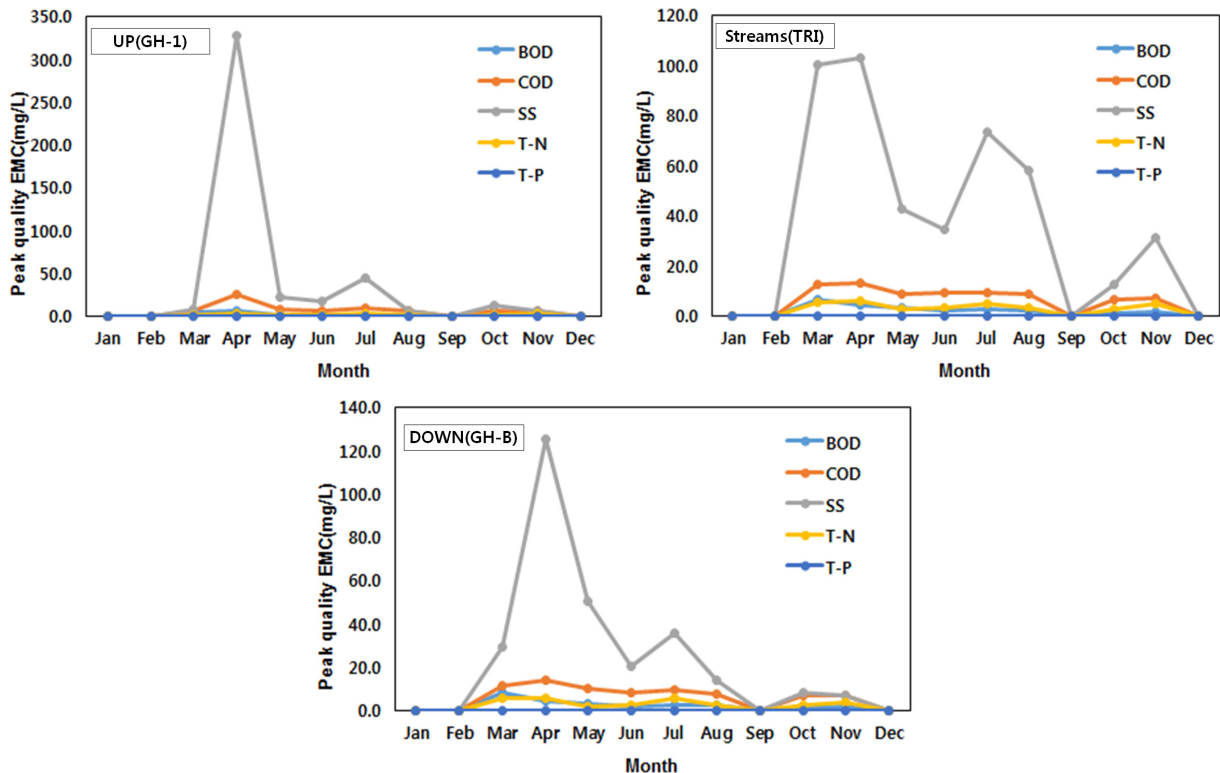 UP(GH-1)
Peak quality EMC(mg/L)
350.0
300.0
250.0
200.0
150.0
100.0
50.0
0.0
BOD
COD
SS
T-N
T-P
Jan Feb Mar Apr May Jun Jul Aug Sep Oct Nov Dec
Month
Streams(TRI)
Peak quality EMC(mg/L)
120.0
100.0
80.0
60.0
40.0
20.0
0.0
BOD
COD
SS
T-N
T-P
Jan Feb Mar Apr May Jun Jul Aug Sep Oct Nov Dec
Month
DOWN(GH-B)
Peak quality EMC(mg/L)
140.0
120.0
100.0
80.0
60.0
40.0
20.0
0.0
BOD
COD
SS
T-N
T-P
Jan Feb Mar Apr May Jun Jul Aug Sep Oct Nov Dec
Month